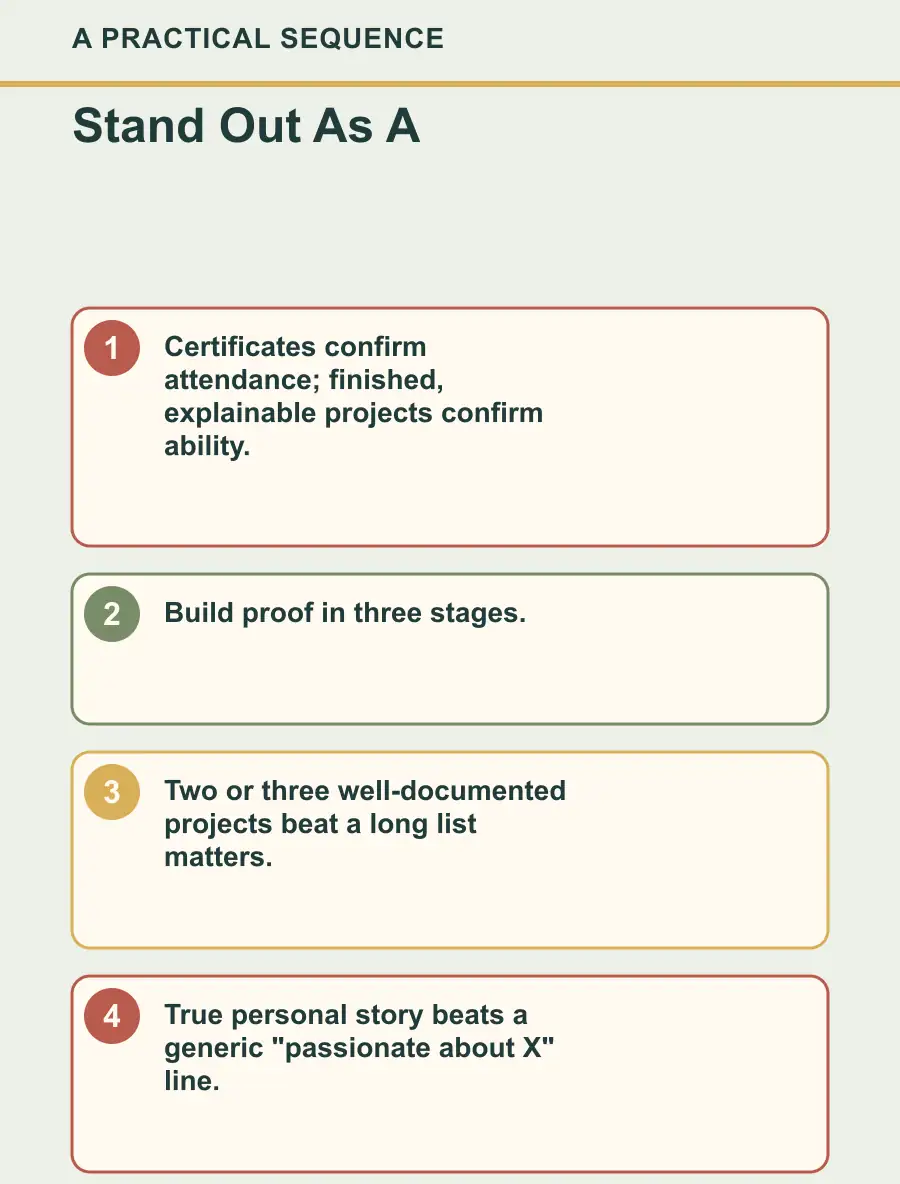 A PRACTICAL SEQUENCE
Stand Out As A
1
Certificates confirm
attendance; finished,
explainable projects confirm
ability.
2
Build proof in three stages.
3
Two or three well-documented
projects beat a long list
matters.
4
True personal story beats a
generic "passionate about X"
line.